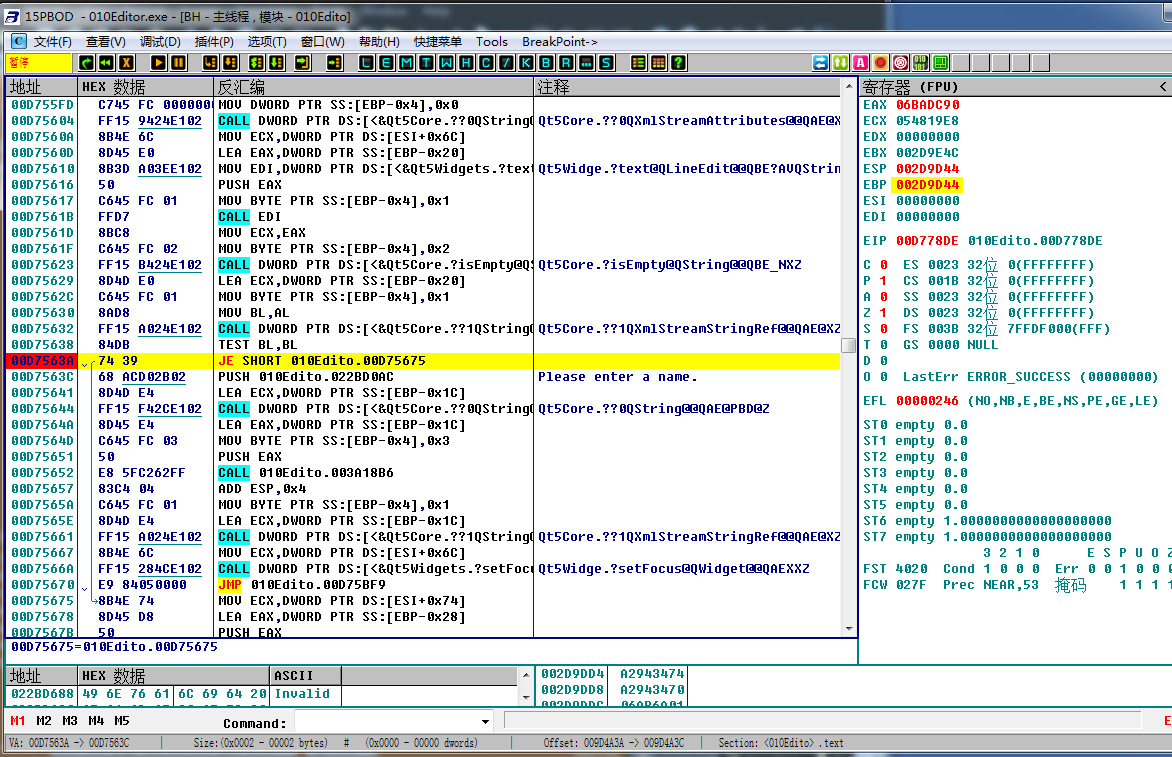 15PBOD - 010Editor.exe - [BH - 主线程 , 模块 - 010Edito]
文件(F) 查看(V) 调试(D) 插件(P) 选项(T) 窗口(W) 帮助(H) 快捷菜单 Tools BreakPoint->
暂停 L E M T W H C / K B R ... S ?
地址 HEX 数据 反汇编 注释
00D755FD C745 FC 0000000 MOV DWORD PTR SS:[EBP-0x4],0x0
00D75604 FF15 9424E102 CALL DWORD PTR DS:[<&Qt5Core.??0QString Qt5Core.??0QXmlStreamAttributes@@QAE@X
00D7560A 8B4E 6C MOV ECX,DWORD PTR DS:[ESI+0x6C]
00D7560D 8D45 E0 LEA EAX,DWORD PTR SS:[EBP-0x20]
00D75610 8B3D A03EE102 MOV EDI,DWORD PTR DS:[<&Qt5Widgets.?tex Qt5Widge.?text@QLineEdit@@QBE?AVQStrin
00D75616 50 PUSH EAX
00D75617 C645 FC 01 MOV BYTE PTR SS:[EBP-0x4],0x1
00D7561B FFD7 CALL EDI
00D7561D 8BC8 MOV ECX,EAX
00D7561F C645 FC 02 MOV BYTE PTR SS:[EBP-0x4],0x2
00D75623 FF15 B424E102 CALL DWORD PTR DS:[<&Qt5Core.?isEmpty@Q Qt5Core.?isEmpty@QString@@QBE_NXZ
00D75629 8D4D E0 LEA ECX,DWORD PTR SS:[EBP-0x20]
00D7562C C645 FC 01 MOV BYTE PTR SS:[EBP-0x4],0x1
00D75630 8AD8 MOV BL,AL
00D75632 FF15 A024E102 CALL DWORD PTR DS:[<&Qt5Core.??1QString Qt5Core.??1QXmlStreamStringRef@@QAE@XZ
00D75638 84DB TEST BL,BL
00D7563A 74 39 JE SHORT 010Edito.00D75675
00D7563C 68 ACD02B02 PUSH 010Edito.022BD0AC Please enter a name.
00D75641 8D4D E4 LEA ECX,DWORD PTR SS:[EBP-0x1C]
00D75644 FF15 F42CE102 CALL DWORD PTR DS:[<&Qt5Core.??0QString Qt5Core.??0QString@@QAE@PBD@Z
00D7564A 8D45 E4 LEA EAX,DWORD PTR SS:[EBP-0x1C]
00D7564D C645 FC 03 MOV BYTE PTR SS:[EBP-0x4],0x3
00D75651 50 PUSH EAX
00D75652 E8 5FC262FF CALL 010Edito.003A18B6
00D75657 83C4 04 ADD ESP,0x4
00D7565A C645 FC 01 MOV BYTE PTR SS:[EBP-0x4],0x1
00D7565E 8D4D E4 LEA ECX,DWORD PTR SS:[EBP-0x1C]
00D75661 FF15 A024E102 CALL DWORD PTR DS:[<&Qt5Core.??1QString Qt5Core.??1QXmlStreamStringRef@@QAE@XZ
00D75667 8B4E 6C MOV ECX,DWORD PTR DS:[ESI+0x6C]
00D7566A FF15 284CE102 CALL DWORD PTR DS:[<&Qt5Widgets.?setFoc Qt5Widge.?setFocus@QWidget@@QAEXXZ
00D75670 E9 84050000 JMP 010Edito.00D75BF9
00D75675 8B4E 74 MOV ECX,DWORD PTR DS:[ESI+0x74]
00D75678 8D45 D8 LEA EAX,DWORD PTR SS:[EBP-0x28]
00D7567B 50 PUSH EAX
00D75675=010Edito.00D75675
寄存器 (FPU) <
EAX 06BADC90
ECX 054819E8
EDX 00000000
EBX 002D9E4C
ESP 002D9D44
EBP 002D9D44
ESI 00000000
EDI 00000000
EIP 00D778DE 010Edito.00D778DE
C 0 ES 0023 32位 0(FFFFFFFF)
P 1 CS 001B 32位 0(FFFFFFFF)
A 0 SS 0023 32位 0(FFFFFFFF)
Z 1 DS 0023 32位 0(FFFFFFFF)
S 0 FS 003B 32位 7FFDF000(FFF)
T 0 GS 0000 NULL
D 0
O 0 LastErr ERROR_SUCCESS (00000000)
EFL 00000246 (NO,NB,E,BE,NS,PE,GE,LE)
ST0 empty 0.0
ST1 empty 0.0
ST2 empty 0.0
ST3 empty 0.0
ST4 empty 0.0
ST5 empty 0.0
ST6 empty 1.0000000000000000000
ST7 empty 1.0000000000000000000
3 2 1 0 E S P U O Z
FST 4020 Cond 1 0 0 0 Err 0 0 1 0 0 0
FCW 027F Prec NEAR,53 掩码 1 1 1 1
地址 HEX 数据 ASCII
022BD688 49 6E 76 61 6C 69 64 20 Invalid
002D9DD4 A2943474
002D9DD8 A2943470
002D9DDC 06AB6A01
M1 M2 M3 M4 M5 Command:
VA: 00D7563A -> 00D7563C Size:(0x0002 - 00002 bytes) # (0x0000 - 00000 dwords) Offset: 009D4A3A -> 009D4A3C Section: <010Edito> .text